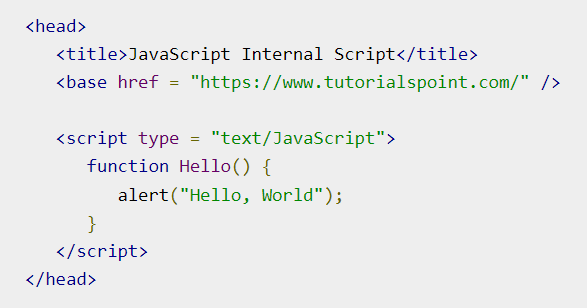 <head>
<title>JavaScript Internal Script</title>
<base href = "https://www.tutorialspoint.com/" />
<script type = "text/JavaScript">
function Hello() {
alert("Hello, World");
}
</script>
</head>